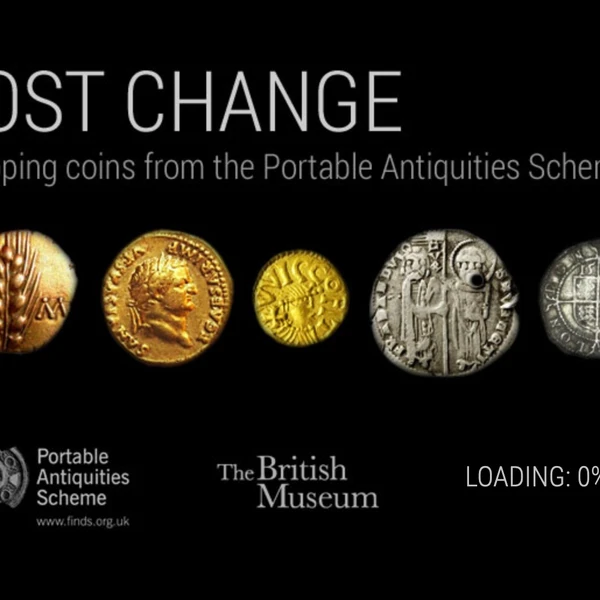 OST CHANGE
pping coins from the Portable Antiquities Schem
Portable
Antiquities
Scheme
www.finds.org.uk
The British
Museum
LOADING: 0%